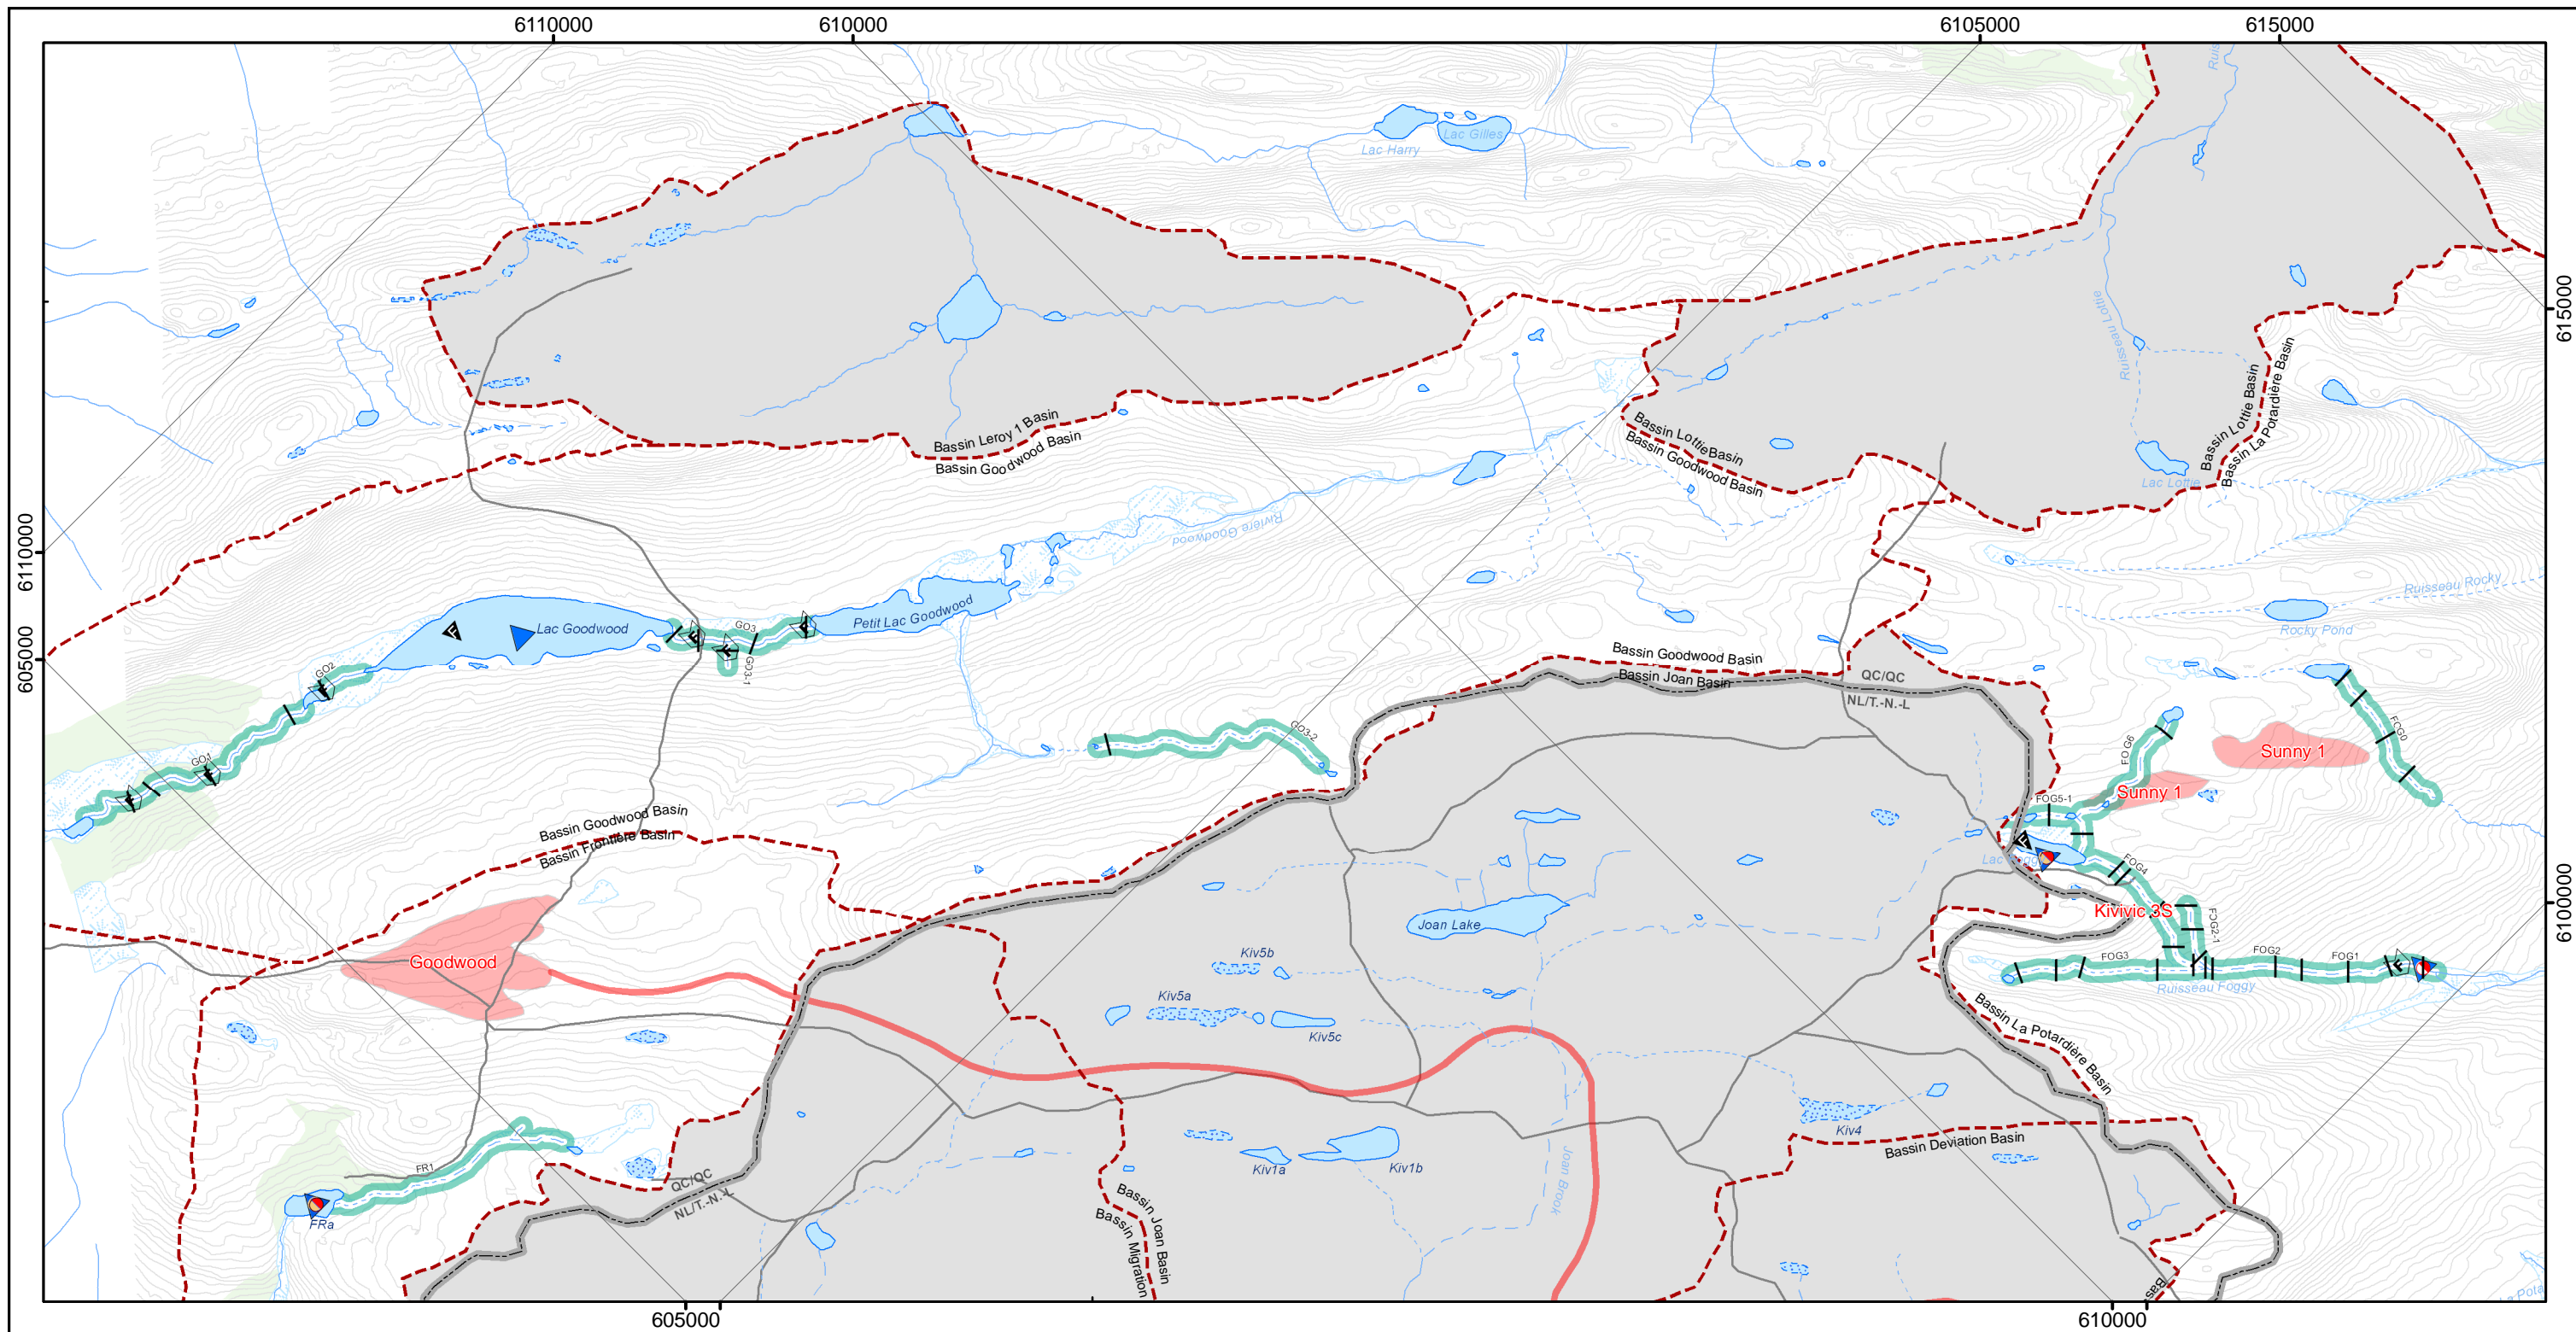 6110000
610000
6105000
615000
Lac Harry
Lac Gilles
Ruisseau Lottie
615000
Bassin Leroy 1 Basin
Bassin Goodwood Basin
Bassin Lottie Basin
Bassin Goodwood Basin
Bassin Lottie Basin
Bassin La Potardière Basin
Lac Lottie
Rivière Goodwood
6110000
605000
Lac Goodwood
Petit Lac Goodwood
GO3
GO3-1
GO2
GO1
GO3-2
Ruisseau Rocky
Rocky Pond
Bassin Goodwood Basin
Bassin Joan Basin
QC/QC
NL/T.-N.-L
FOG0
FOG6
Sunny 1
Sunny 1
FOG5-1
FOG4
Kivivic 3S
FOG2-1
FOG3
FOG2
FOG1
Ruisseau Foggy
6100000
Bassin Goodwood Basin
Bassin Frontière Basin
Goodwood
Joan Lake
Kiv5b
Kiv5a
Kiv5c
Bassin La Potardière Basin
Kiv4
Bassin Deviation Basin
Kiv1a
Kiv1b
Joan Brook
FR1
FRa
QC/QC
NL/T.-N.-L
Bassin Joan Basin
Bassin Migration
605000
610000